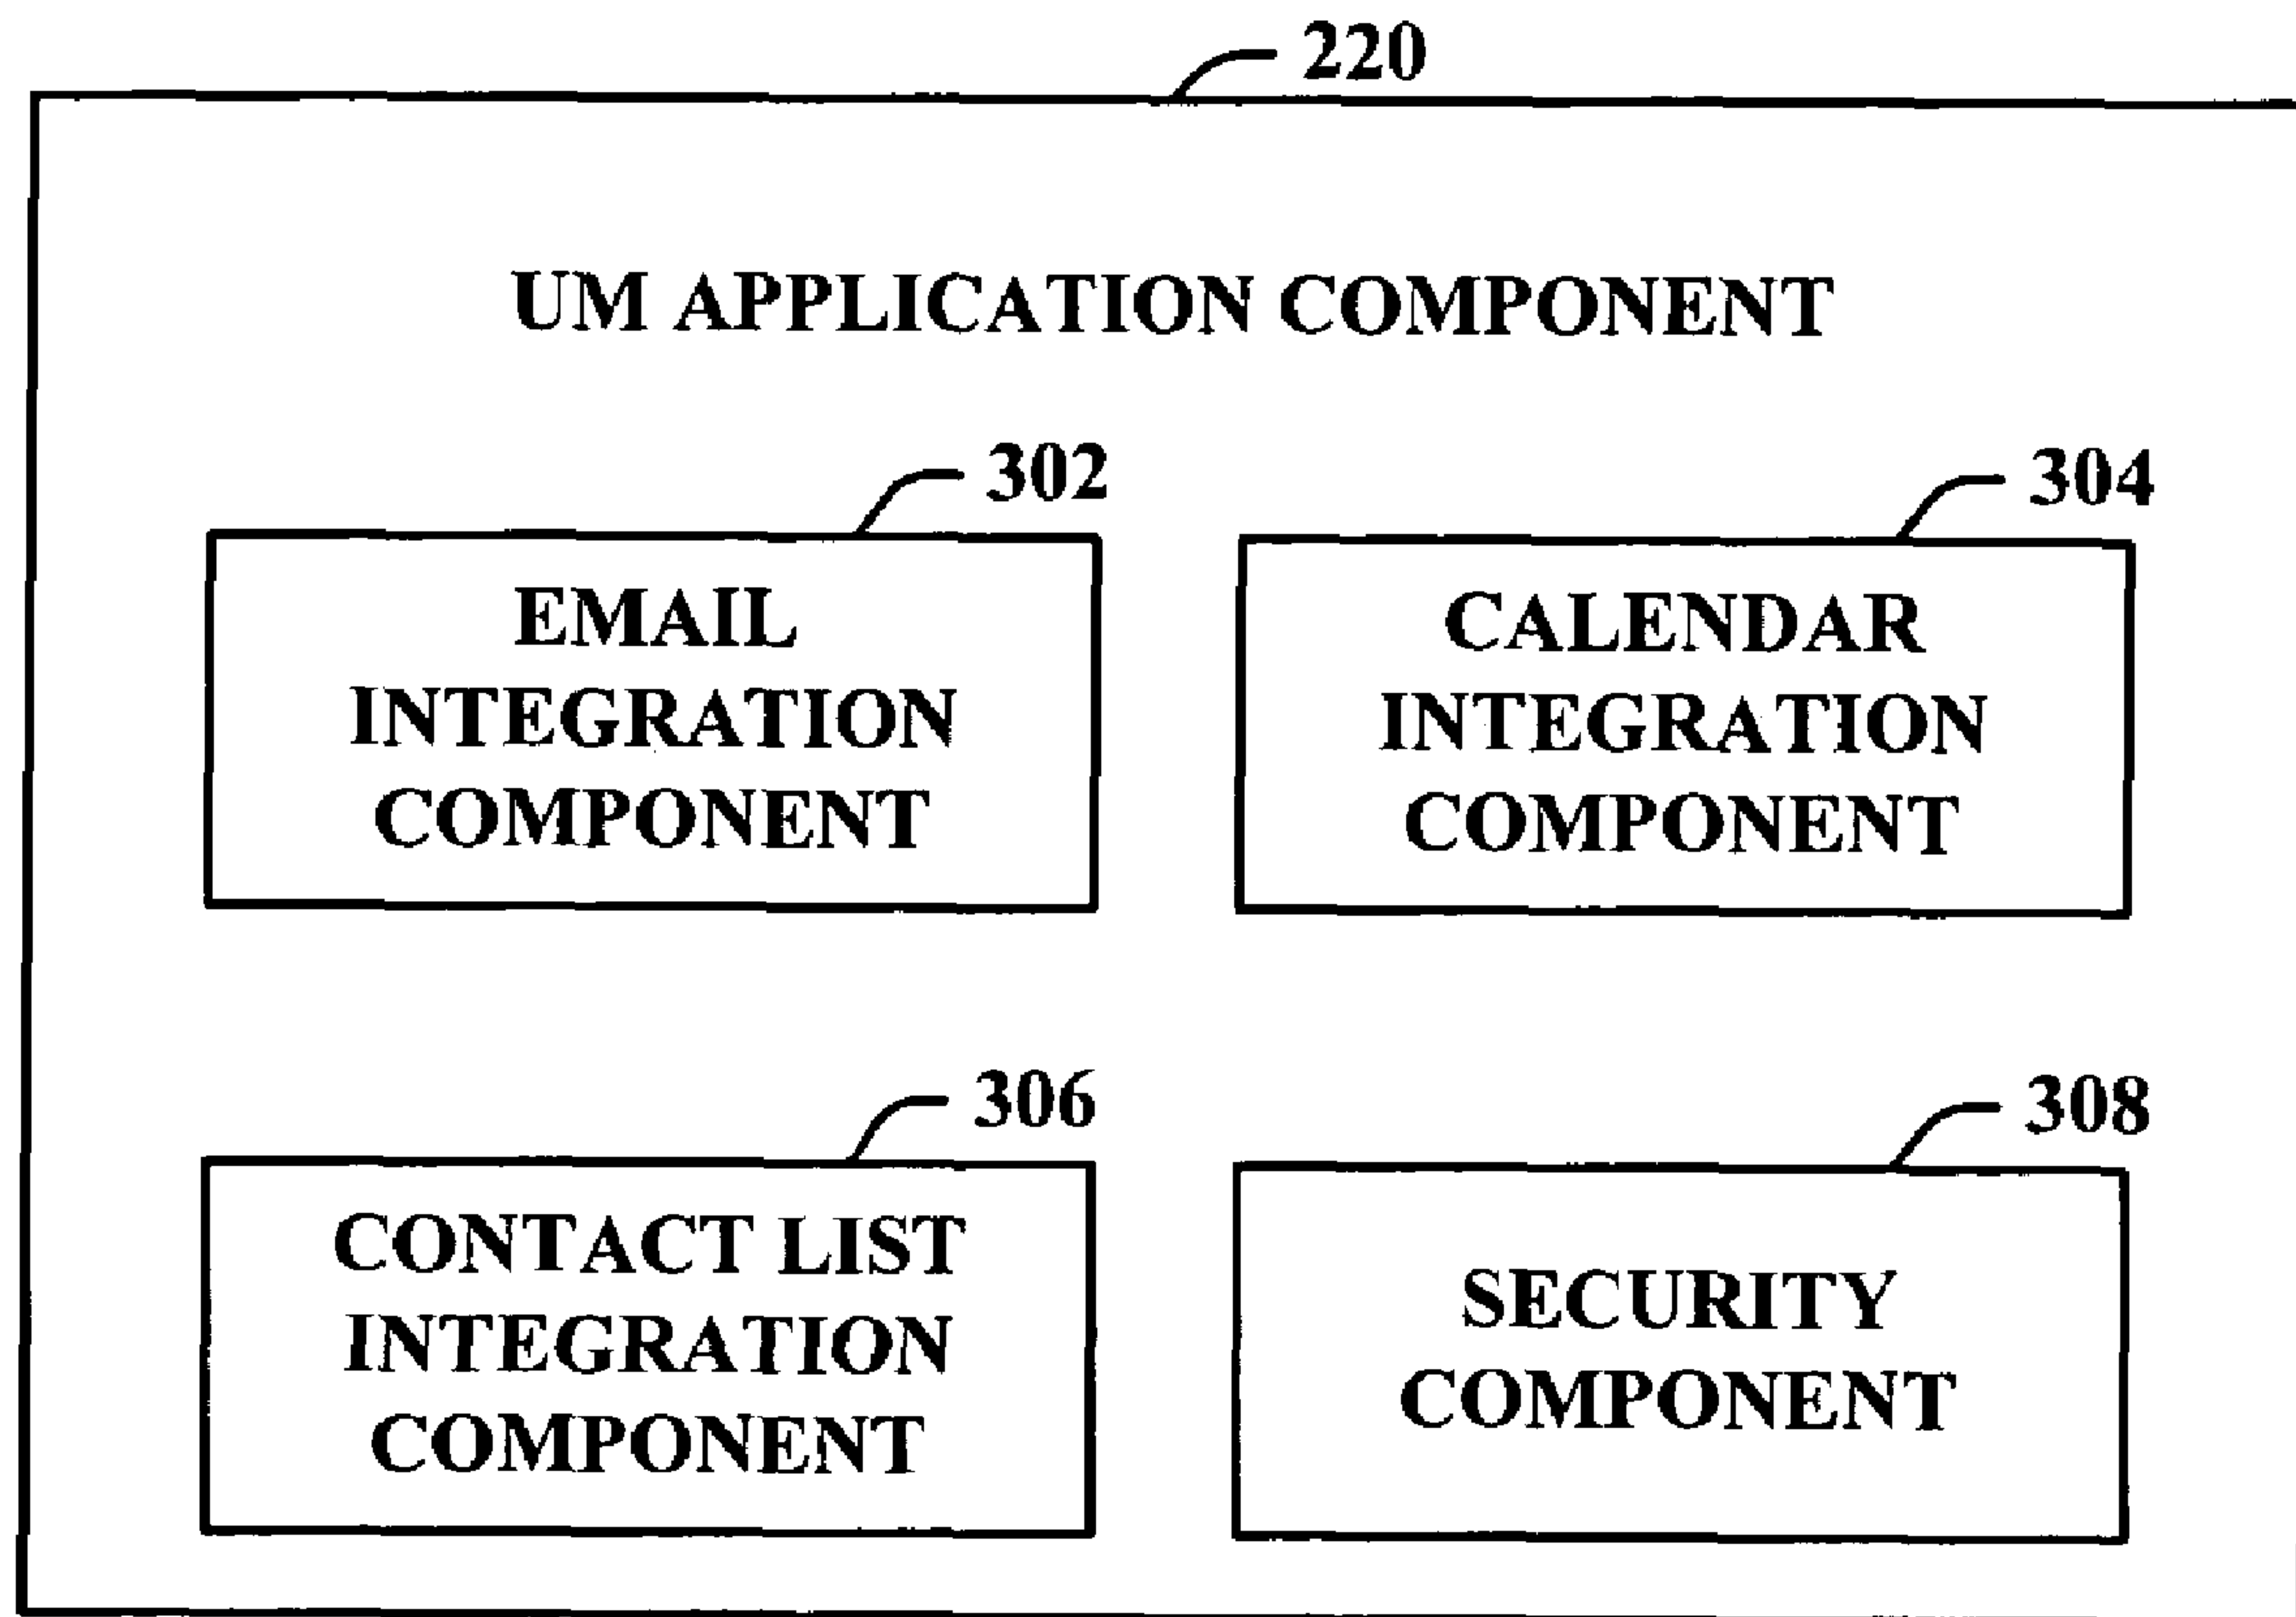 220
UM APPLICATION COMPONENT
302
EMAIL
INTEGRATION
COMPONENT
304
CALENDAR
INTEGRATION
COMPONENT
306
CONTACT LIST
INTEGRATION
COMPONENT
308
SECURITY
COMPONENT